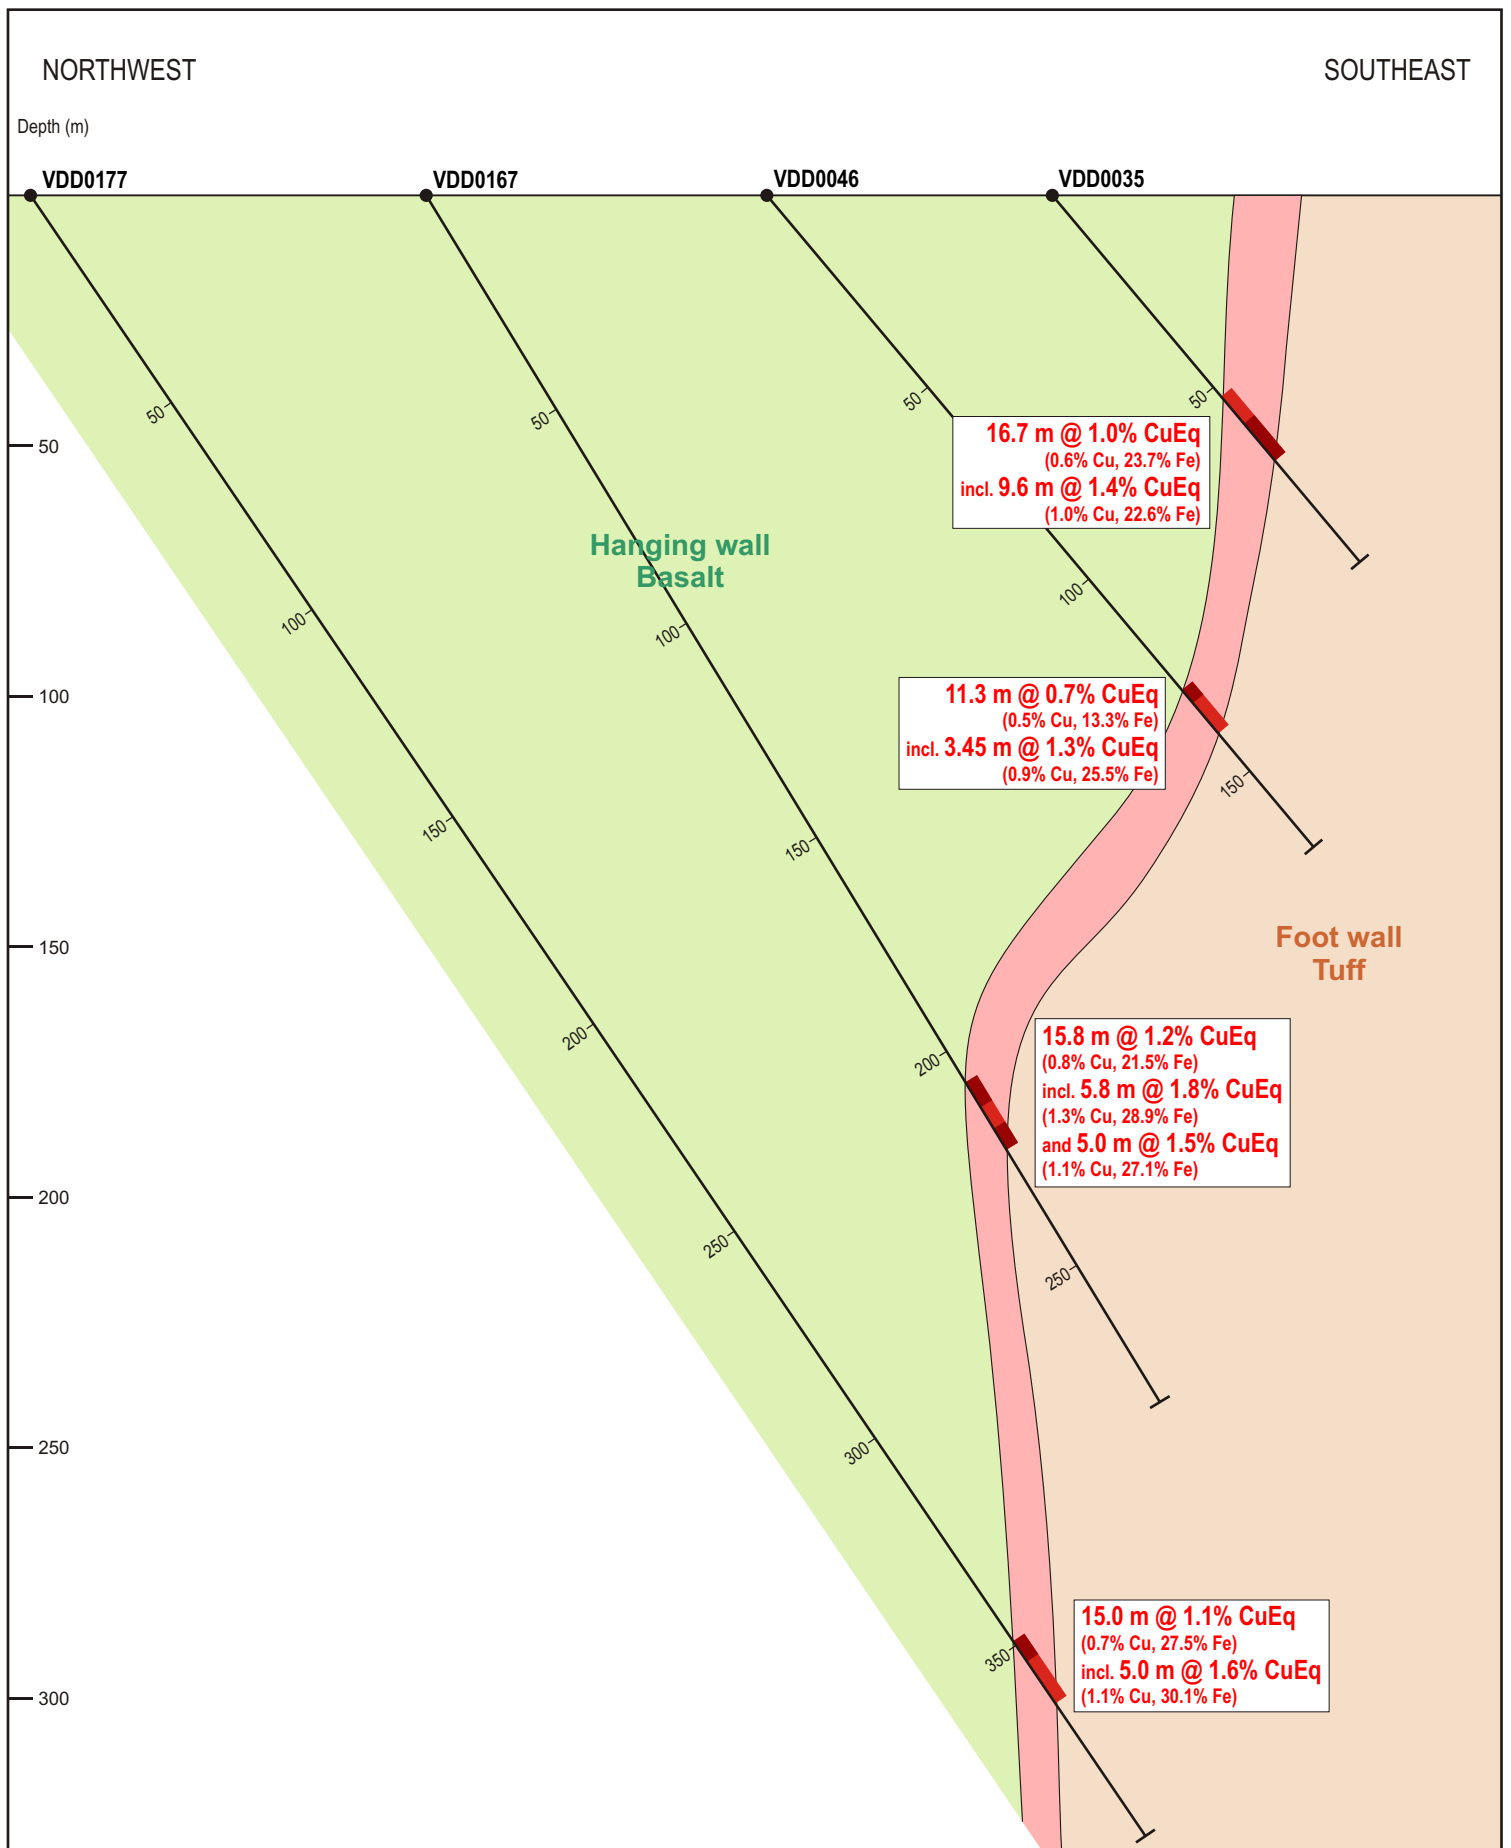 NORTHWEST
SOUTHEAST
Depth (m)
VDD0177
VDD0167
VDD0046
VDD0035
50
50
50
50
50
16.7 m @ 1.0% CuEq
(0.6% Cu, 23.7% Fe)
incl. 9.6 m @ 1.4% CuEq
(1.0% Cu, 22.6% Fe)
Hanging wall
Basalt
100
100
100
100
11.3 m @ 0.7% CuEq
(0.5% Cu, 13.3% Fe)
incl. 3.45 m @ 1.3% CuEq
(0.9% Cu, 25.5% Fe)
150
150
150
150
Foot wall
Tuff
200
200
15.8 m @ 1.2% CuEq
(0.8% Cu, 21.5% Fe)
incl. 5.8 m @ 1.8% CuEq
(1.3% Cu, 28.9% Fe)
and 5.0 m @ 1.5% CuEq
(1.1% Cu, 27.1% Fe)
200
250
250
250
300
15.0 m @ 1.1% CuEq
(0.7% Cu, 27.5% Fe)
incl. 5.0 m @ 1.6% CuEq
(1.1% Cu, 30.1% Fe)
350
300